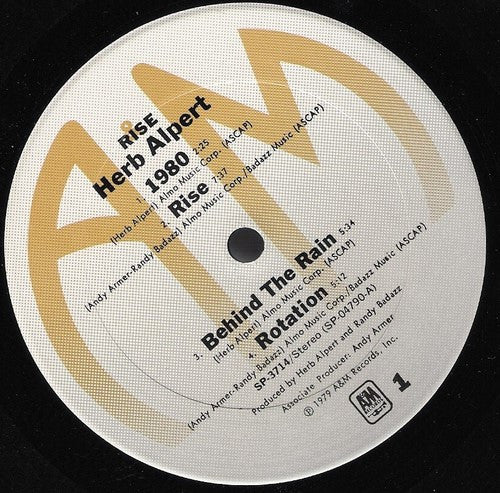 RISE
Herb Alpert
1. 1980 2:25
(Herb Alpert) Almo Music Corp. (ASCAP)
2. Rise 7:37
(Andy Armer-Randy Badazz) Almo Music Corp./Badazz Music (ASCAP)
3. Behind The Rain 5:34
(Herb Alpert) Almo Music Corp. (ASCAP)
4. Rotation 5:12
(Andy Armer-Randy Badazz) Almo Music Corp./Badazz Music (ASCAP)
SP-3714/Stereo (SP-04790-A)
Produced by Herb Alpert and Randy Badazz
Associate Producer: Andy Armer
℗ 1979 A&M Records, Inc.
A&M
1